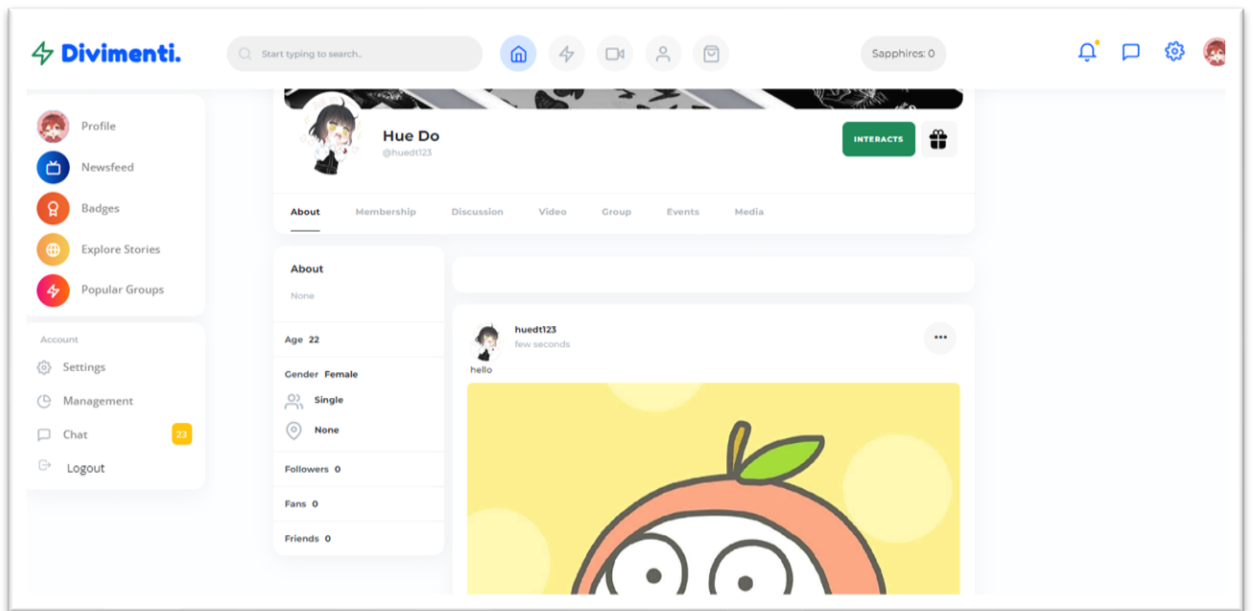 Divimenti.
Start typing to search..
Sapphires: 0
Profile
Newsfeed
Badges
Explore Stories
Popular Groups
Account
Settings
Management
Chat 23
Logout
Hue Do
@huedt123
INTERACTS
About Membership Discussion Video Group Events Media
About
None
Age 22
Gender Female
Single
None
Followers 0
Fans 0
Friends 0
huedt123
few seconds
hello